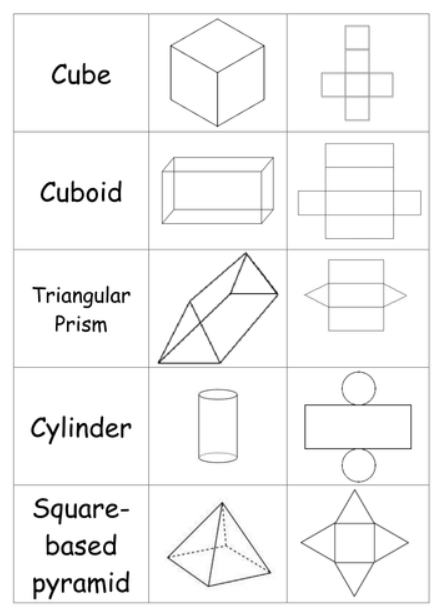 Cube
Cuboid
Triangular
Prism
Cylinder
Square-
based
pyramid